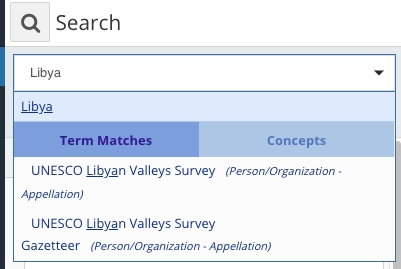 Search
Libya
Libya
Term Matches Concepts
UNESCO Libyan Valleys Survey (Person/Organization -
Appellation)
UNESCO Libyan Valleys Survey
Gazetteer (Person/Organization - Appellation)